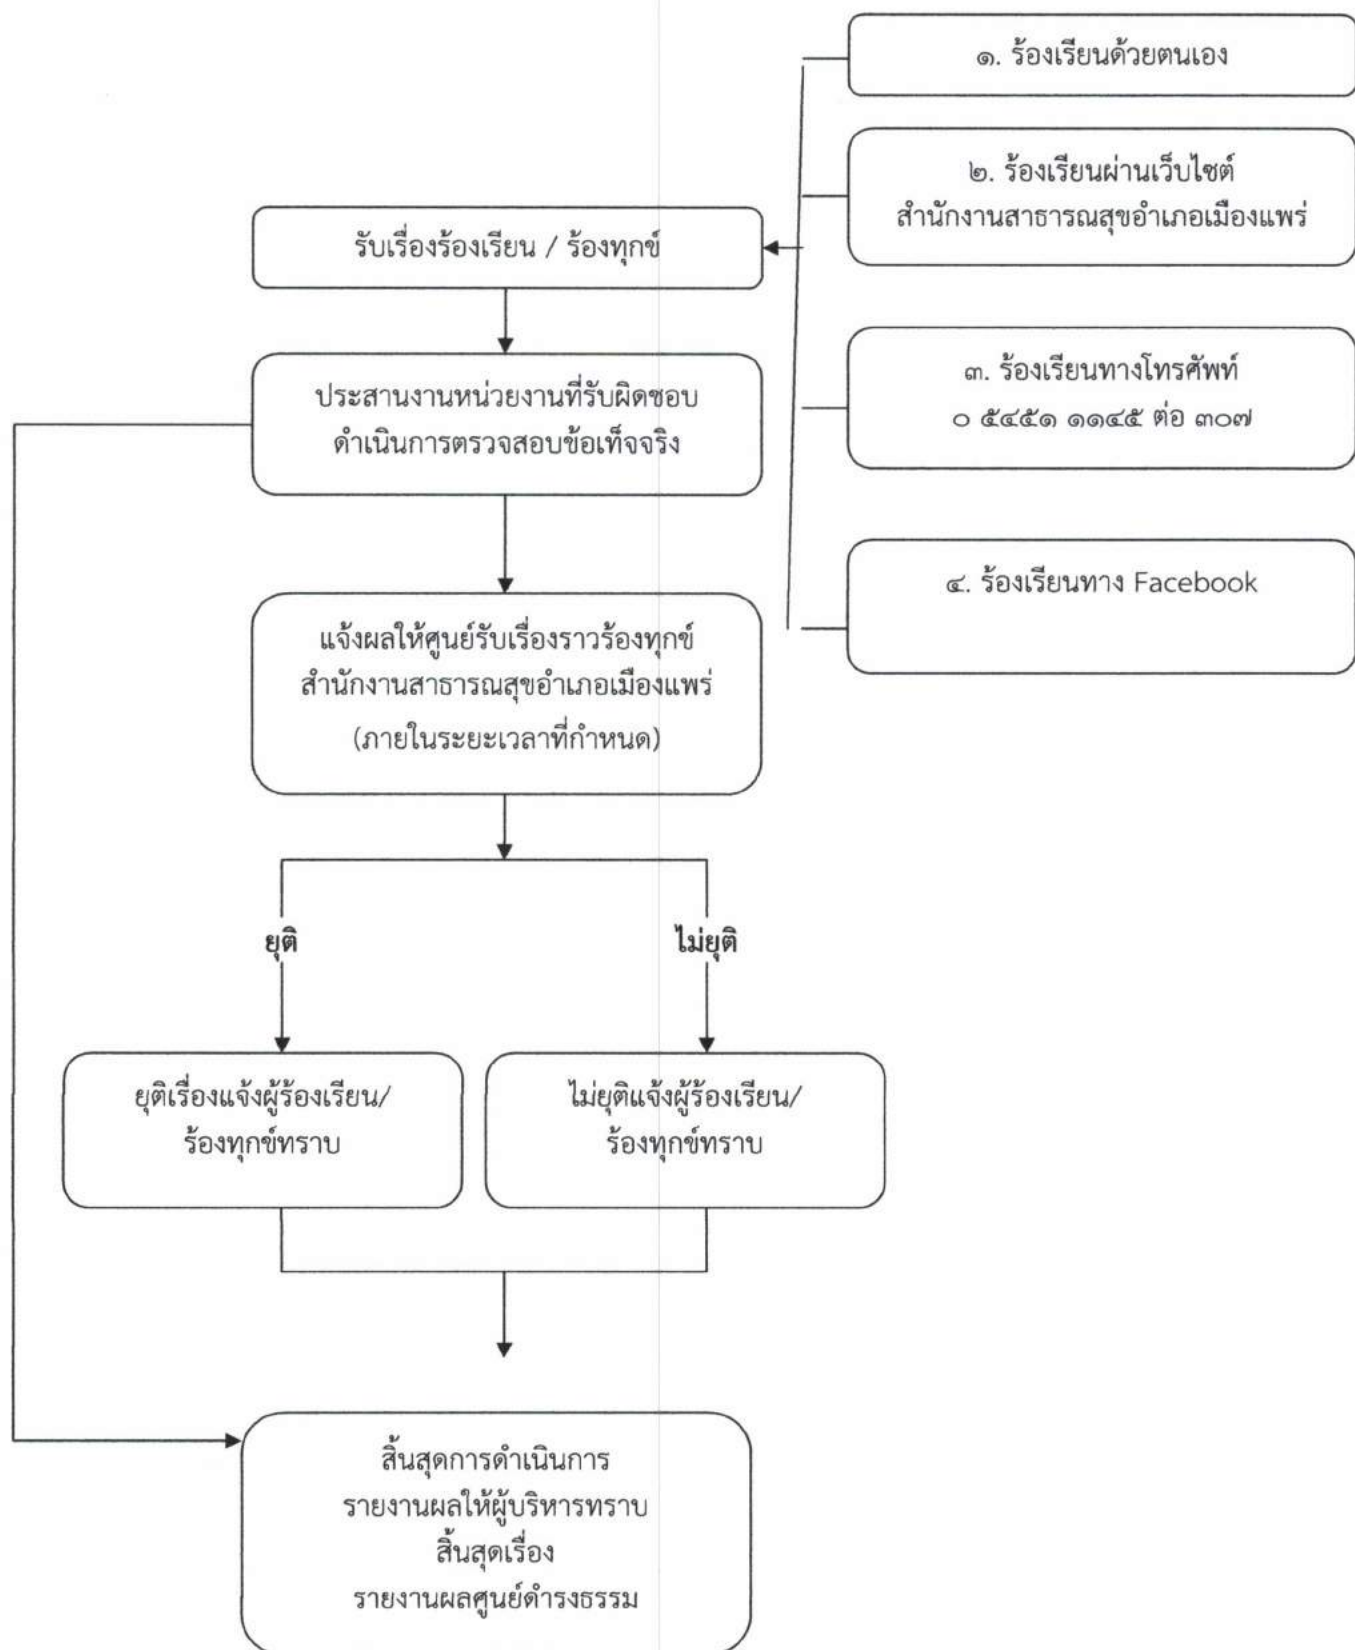 ๑. ร้องเรียนด้วยตนเอง
๒. ร้องเรียนผ่านเว็บไซต์
สำนักงานสาธารณสุขอำเภอเมืองแพร่
รับเรื่องร้องเรียน / ร้องทุกข์
๓. ร้องเรียนทางโทรศัพท์
๐ ๕๔๕๑ ๑๑๔๕ ต่อ ๓๐๗
ประสานงานหน่วยงานที่รับผิดชอบ
ดำเนินการตรวจสอบข้อเท็จจริง
๔. ร้องเรียนทาง Facebook
แจ้งผลให้ศูนย์รับเรื่องราวร้องทุกข์
สำนักงานสาธารณสุขอำเภอเมืองแพร่
(ภายในระยะเวลาที่กำหนด)
ยุติ
ไม่ยุติ
ยุติเรื่องแจ้งผู้ร้องเรียน/
ร้องทุกข์ทราบ
ไม่ยุติแจ้งผู้ร้องเรียน/
ร้องทุกข์ทราบ
สิ้นสุดการดำเนินการ
รายงานผลให้ผู้บริหารทราบ
สิ้นสุดเรื่อง
รายงานผลศูนย์ดำรงธรรม